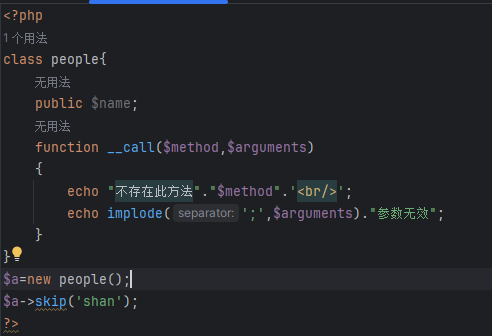 <?php
1 个用法
class people{
无用法
public $name;
无用法
function __call($method,$arguments)
{
echo "不存在此方法"."$method".'<br/>';
echo implode( separator: ';',$arguments)."参数无效";
}
}
$a=new people();
$a->skip('shan');
?>